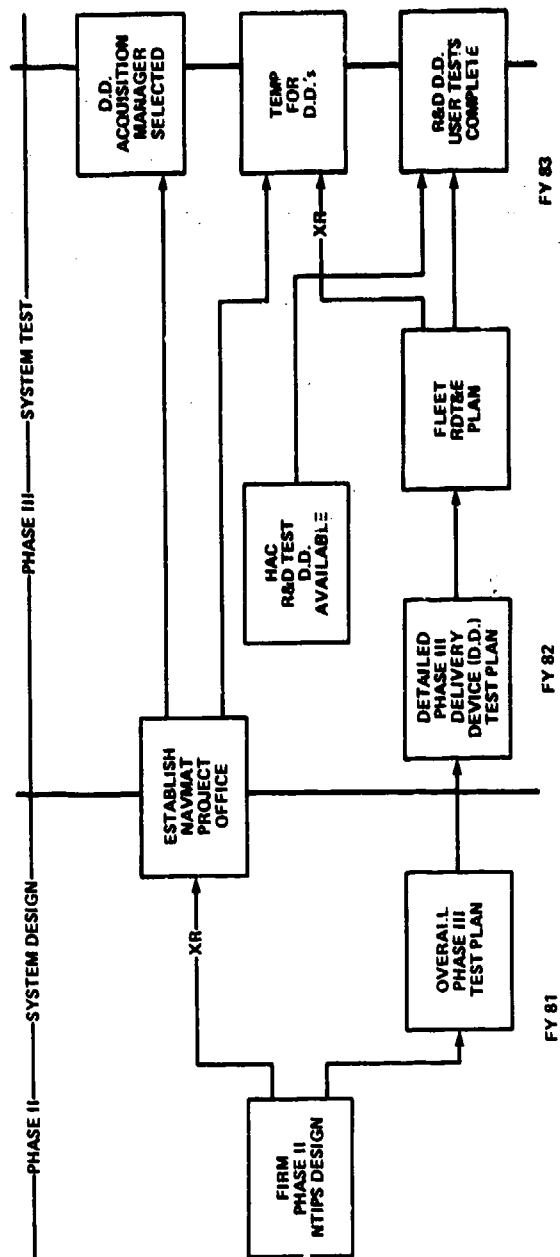 PHASE II
SYSTEM DESIGN
PHASE III
SYSTEM TEST
FIRM
PHASE II
NTIPS DESIGN
XR
OVERALL
PHASE III
TEST PLAN
ESTABLISH
NAVMAT
PROJECT
OFFICE
DETAILED
PHASE III
DELIVERY
DEVICE (D.D.)
TEST PLAN
HAC
R&D TEST
D.D.
AVAILABLE
FLEET
RDT&E
PLAN
XR
D.D.
ACQUISITION
MANAGER
SELECTED
TEMP
FOR
D.D.'s
R&D D.D.
USER TESTS
COMPLETE
FY 81
FY 82
FY 83